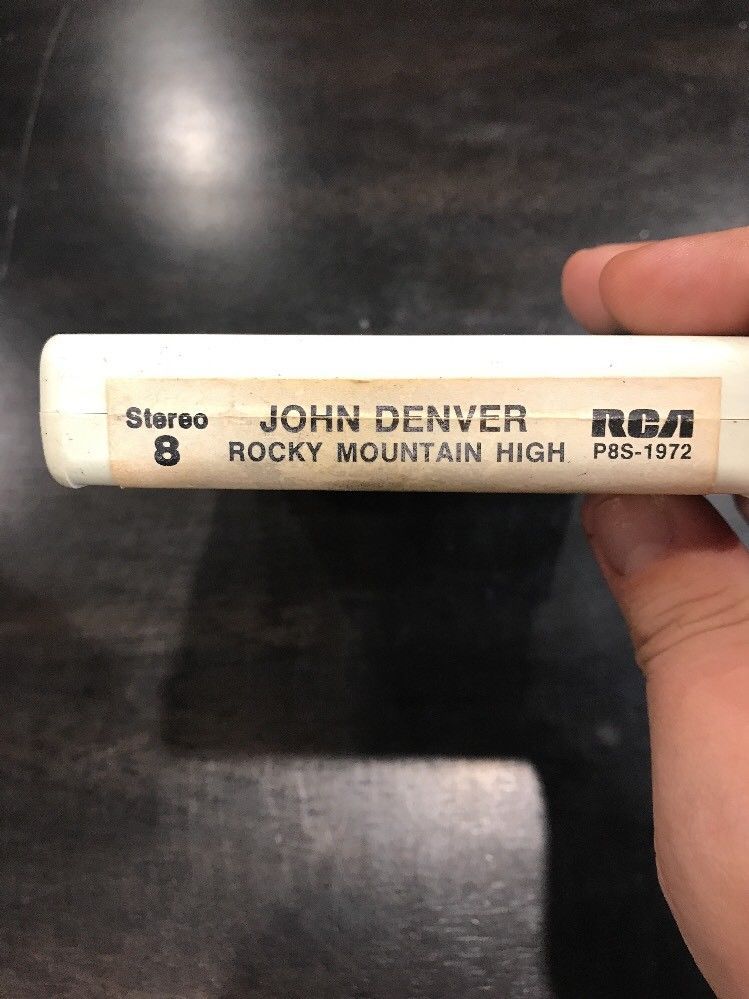 Stereo 8
JOHN DENVER
ROCKY MOUNTAIN HIGH
RCA
P8S-1972